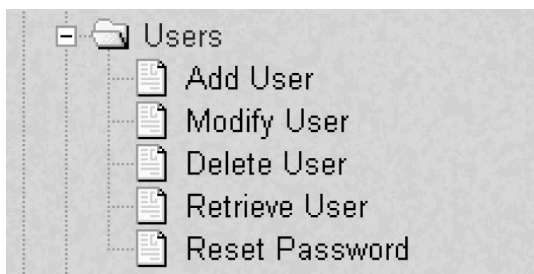 Users
Add User
Modify User
Delete User
Retrieve User
Reset Password